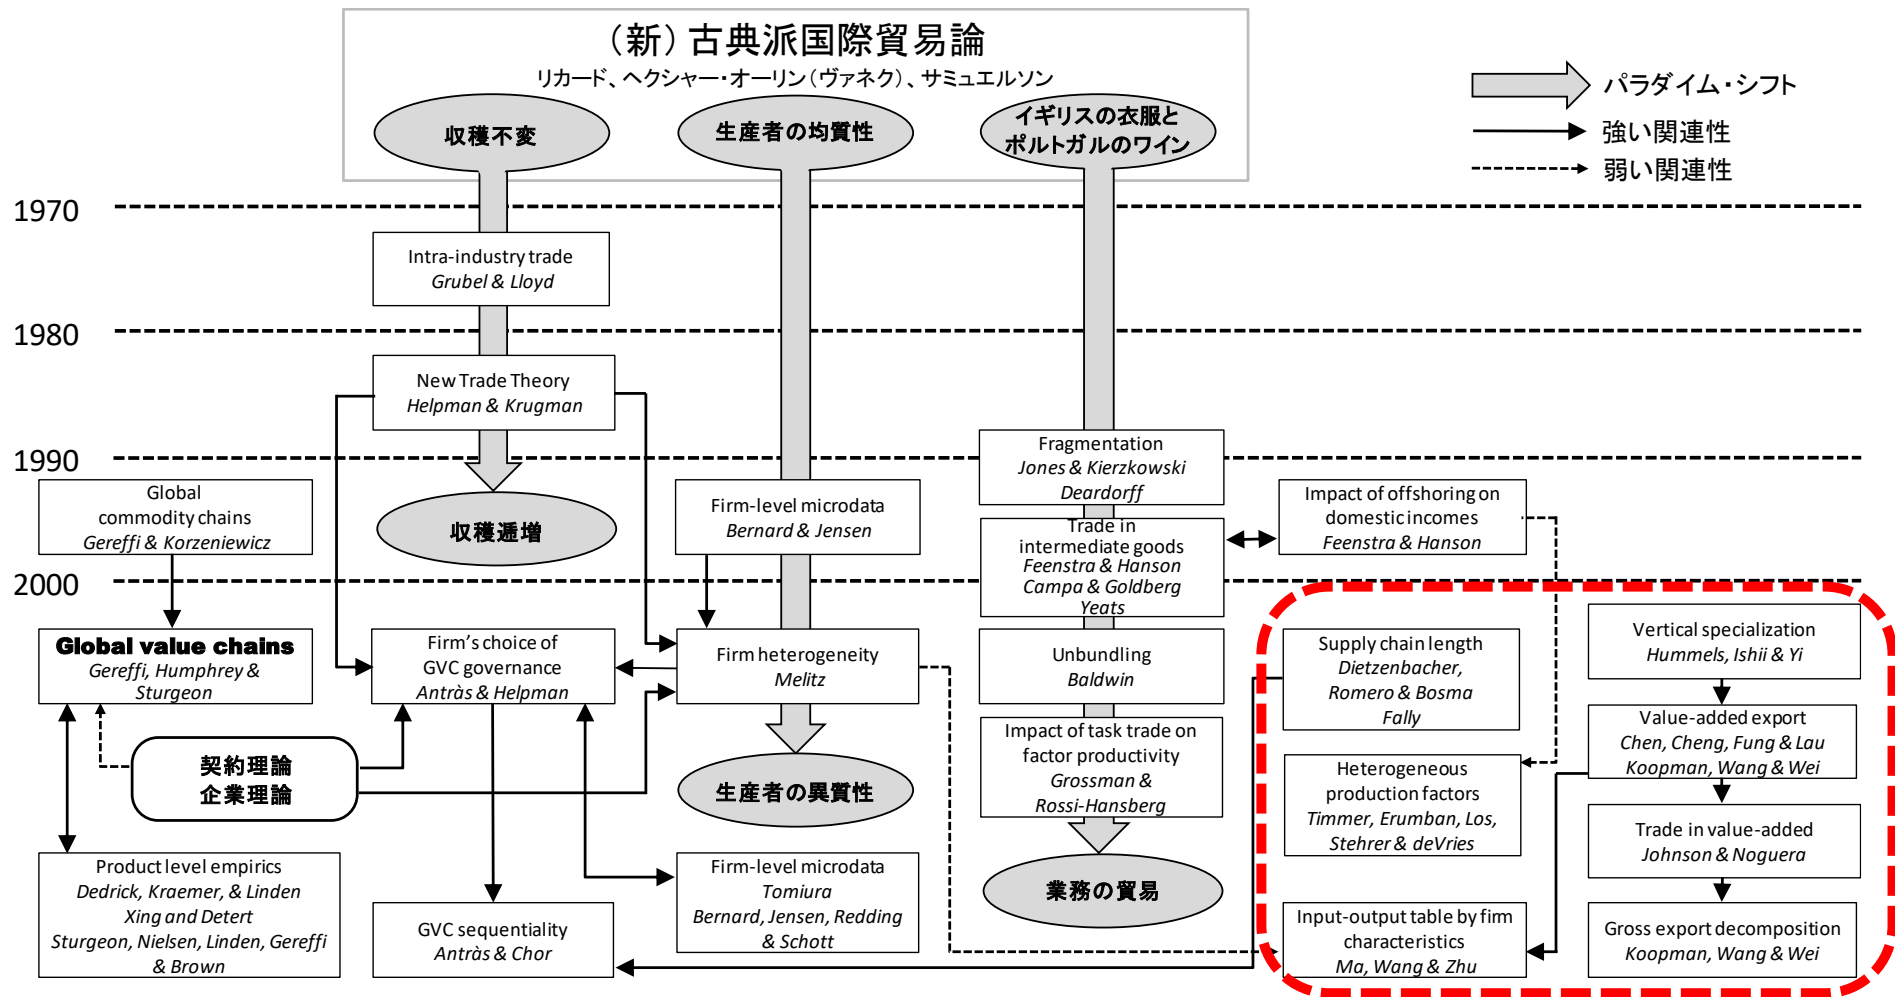 （新）古典派国際貿易論
リカード、ヘクシャー・オーリン（ヴァネク）、サミュエルソン
収穫不変
生産者の均質性
イギリスの衣服と
ポルトガルのワイン
パラダイム・シフト
強い関連性
弱い関連性
1970
Intra-industry trade
Grubel & Lloyd
1980
New Trade Theory
Helpman & Krugman
1990
Fragmentation
Jones & Kierzkowski
Deardorff
Global
commodity chains
Gereffi & Korzeniewicz
収穫逓増
Firm-level microdata
Bernard & Jensen
Trade in
intermediate goods
Feenstra & Hanson
Campa & Goldberg
Yeats
Impact of offshoring on
domestic incomes
Feenstra & Hanson
2000
Global value chains
Gereffi, Humphrey &
Sturgeon
Firm's choice of
GVC governance
Antràs & Helpman
Firm heterogeneity
Melitz
Unbundling
Baldwin
Supply chain length
Dietzenbacher,
Romero & Bosma
Fally
Vertical specialization
Hummels, Ishii & Yi
契約理論
企業理論
生産者の異質性
Impact of task trade on
factor productivity
Grossman &
Rossi-Hansberg
Heterogeneous
production factors
Timmer, Erumban, Los,
Stehrer & deVries
Value-added export
Chen, Cheng, Fung & Lau
Koopman, Wang & Wei
Trade in value-added
Johnson & Noguera
Product level empirics
Dedrick, Kraemer, & Linden
Xing and Detert
Sturgeon, Nielsen, Linden, Gereffi
& Brown
GVC sequentiality
Antràs & Chor
Firm-level microdata
Tomiura
Bernard, Jensen, Redding
& Schott
業務の貿易
Input-output table by firm
characteristics
Ma, Wang & Zhu
Gross export decomposition
Koopman, Wang & Wei